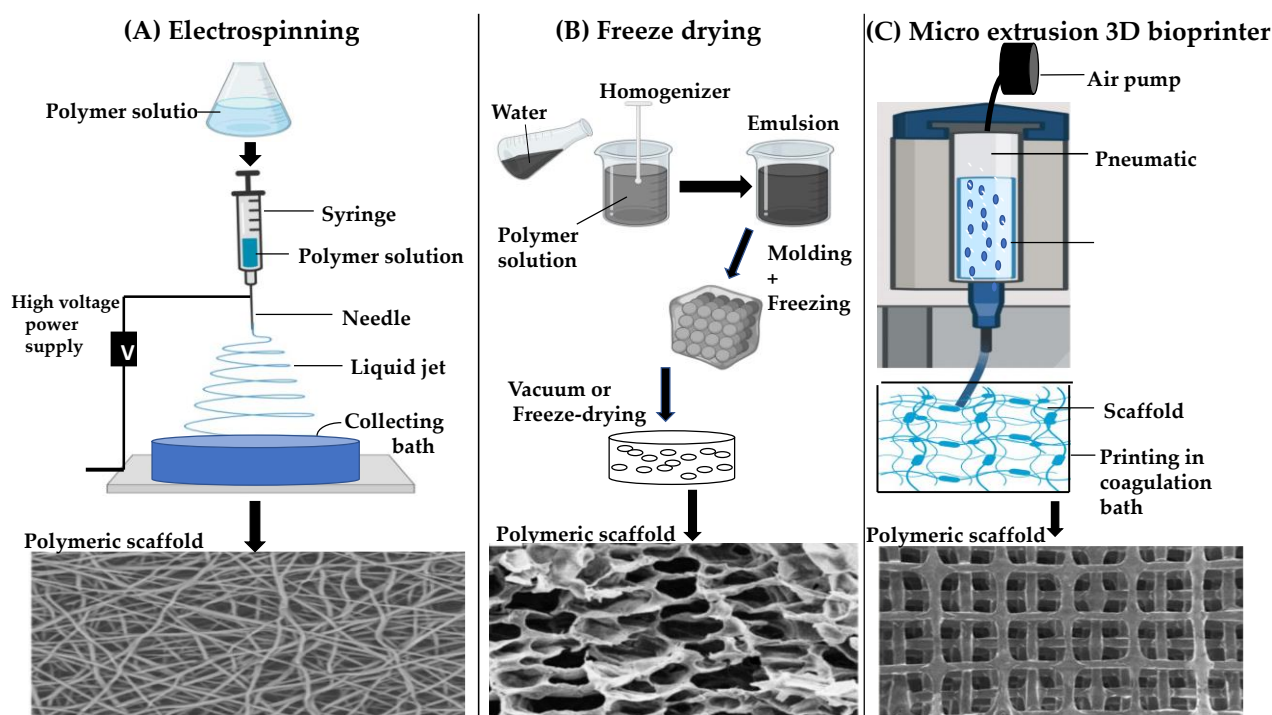 (A) Electrospinning
Polymer solutio
Syringe
Polymer solution
High voltage
power
supply
V
Needle
Liquid jet
Collecting
bath
Polymeric scaffold
(B) Freeze drying
Homogenizer
Water
Emulsion
Polymer
solution
Molding
+
Freezing
Vacuum or
Freeze-drying
Polymeric scaffold
(C) Micro extrusion 3D bioprinter
Air pump
Pneumatic
Scaffold
Printing in
coagulation
bath
Polymeric scaffold